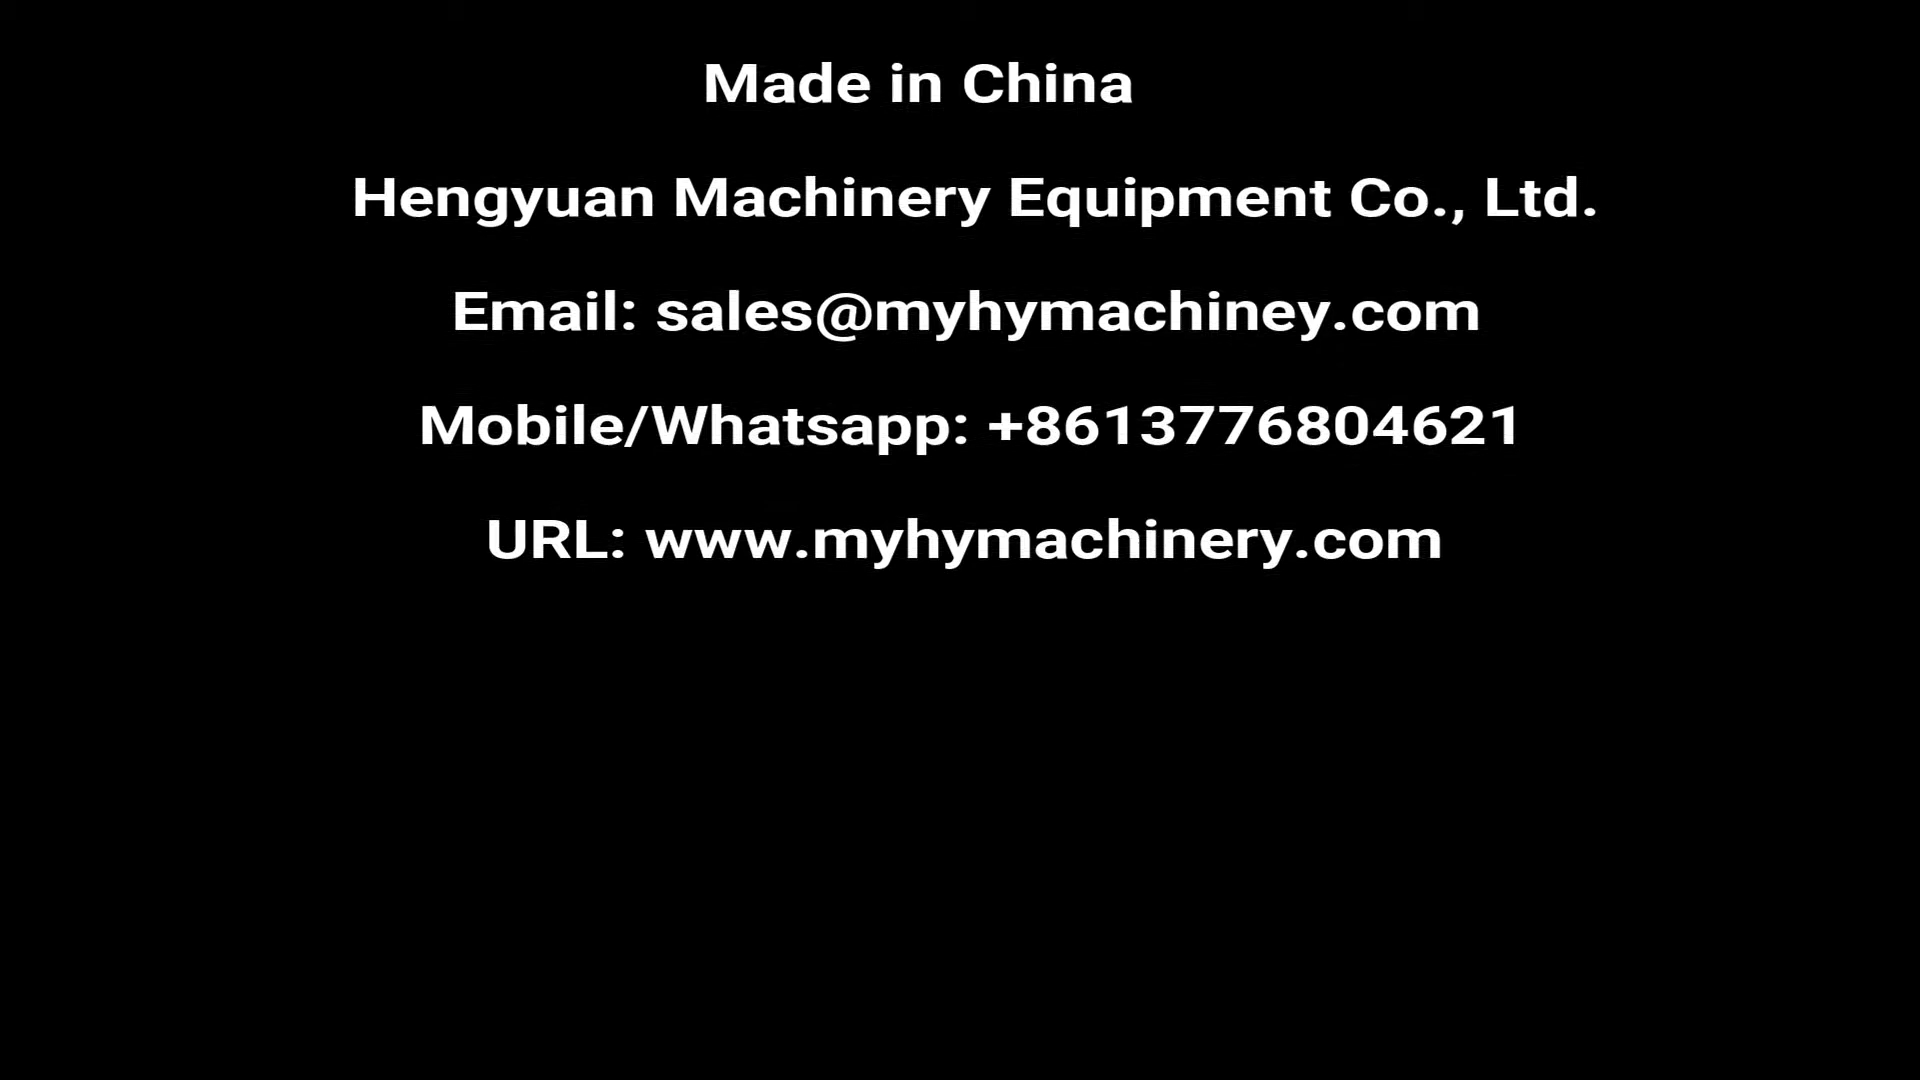 Made in China
Hengyuan Machinery Equipment Co., Ltd.
Email: sales@myhymachiney.com
Mobile/Whatsapp: +8613776804621
URL: www.myhymachinery.com